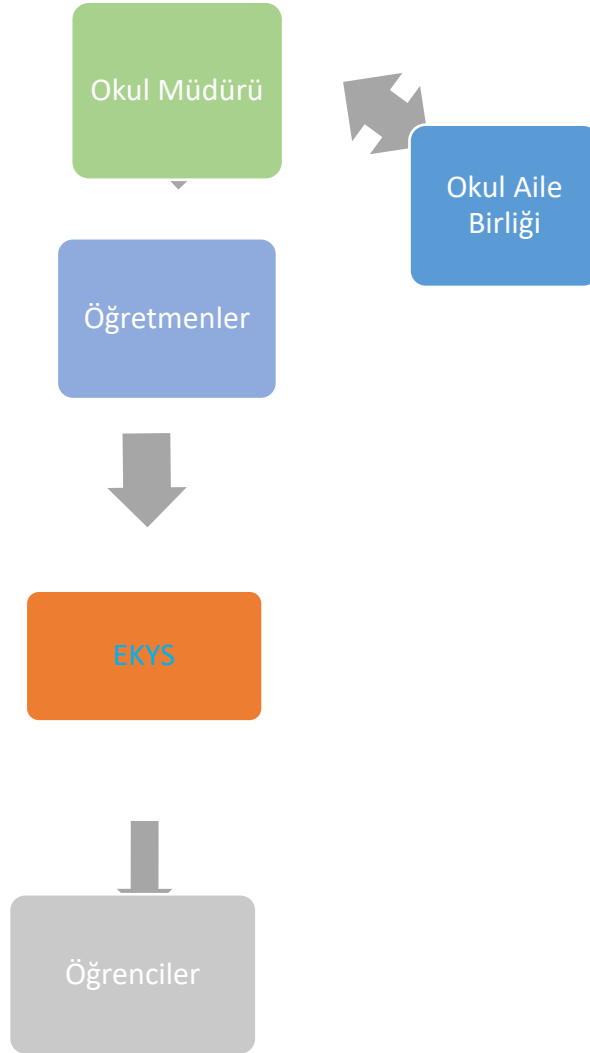 Okul Müdürü
Okul Aile
Birliği
Öğretmenler
EKYS
Öğrenciler